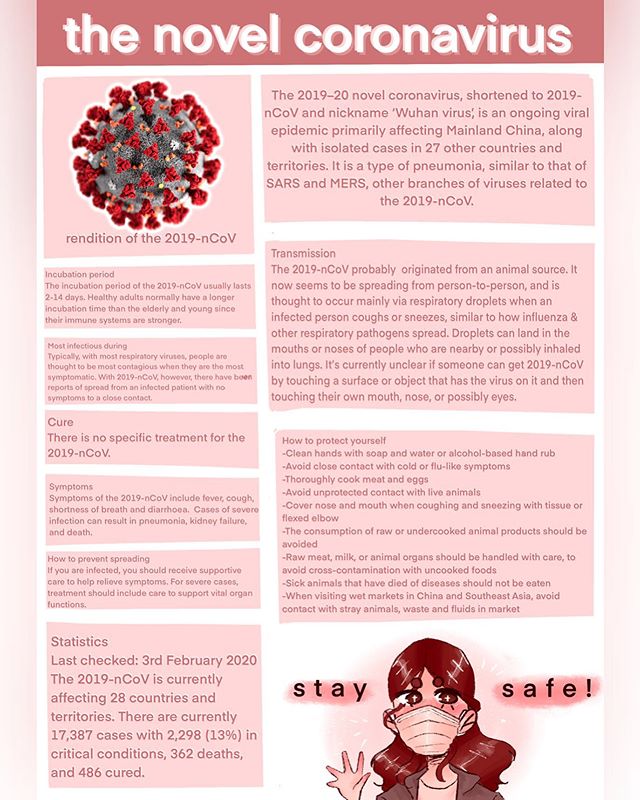 the novel coronavirus
rendition of the 2019-nCoV
The 2019–20 novel coronavirus, shortened to 2019-
nCoV and nickname ‘Wuhan virus’, is an ongoing viral
epidemic primarily affecting Mainland China, along
with isolated cases in 27 other countries and
territories. It is a type of pneumonia, similar to that of
SARS and MERS, other branches of viruses related to
the 2019-nCoV.
Incubation period
The incubation period of the 2019-nCoV usually lasts
2-14 days. Healthy adults normally have a longer
incubation time than the elderly and young since
their immune systems are stronger.
Most infectious during
Typically, with most respiratory viruses, people are
thought to be most contagious when they are the most
symptomatic. With 2019-nCoV, however, there have been
reports of spread from an infected patient with no
symptoms to a close contact.
Cure
There is no specific treatment for the
2019-nCoV.
Symptoms
Symptoms of the 2019-nCoV include fever, cough,
shortness of breath and diarrhoea. Cases of severe
infection can result in pneumonia, kidney failure,
and death.
How to prevent spreading
If you are infected, you should receive supportive
care to help relieve symptoms. For severe cases,
treatment should include care to support vital organ
functions.
Statistics
Last checked: 3rd February 2020
The 2019-nCoV is currently
affecting 28 countries and
territories. There are currently
17,387 cases with 2,298 (13%) in
critical conditions, 362 deaths,
and 486 cured.
Transmission
The 2019-nCoV probably originated from an animal source. It
now seems to be spreading from person-to-person, and is
thought to occur mainly via respiratory droplets when an
infected person coughs or sneezes, similar to how influenza &
other respiratory pathogens spread. Droplets can land in the
mouths or noses of people who are nearby or possibly inhaled
into lungs. It's currently unclear if someone can get 2019-nCoV
by touching a surface or object that has the virus on it and then
touching their own mouth, nose, or possibly eyes.
How to protect yourself
-Clean hands with soap and water or alcohol-based hand rub
-Avoid close contact with cold or flu-like symptoms
-Thoroughly cook meat and eggs
-Avoid unprotected contact with live animals
-Cover nose and mouth when coughing and sneezing with tissue or
flexed elbow
-The consumption of raw or undercooked animal products should be
avoided
-Raw meat, milk, or animal organs should be handled with care, to
avoid cross-contamination with uncooked foods
-Sick animals that have died of diseases should not be eaten
-When visiting wet markets in China and Southeast Asia, avoid
contact with stray animals, waste and fluids in market
stay safe!